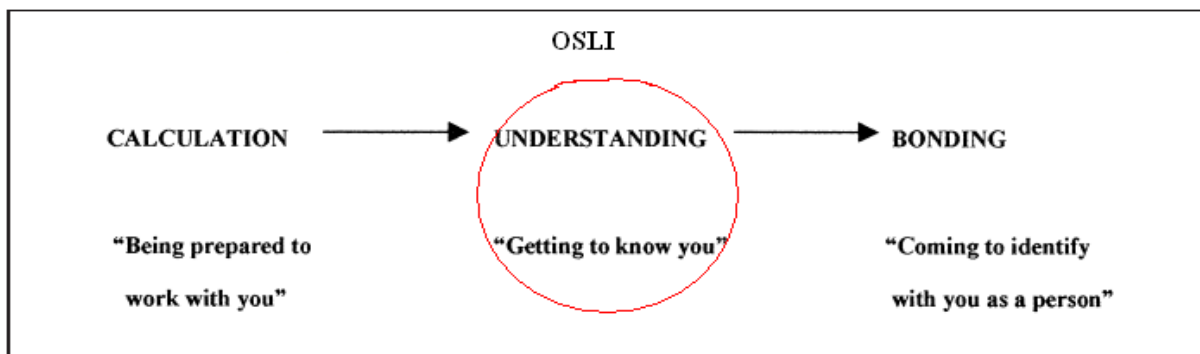 OSLI
CALCULATION UNDERSTANDING BONDING
“Being prepared to “Getting to know you” “Coming to identify
work with you” with you as a person”